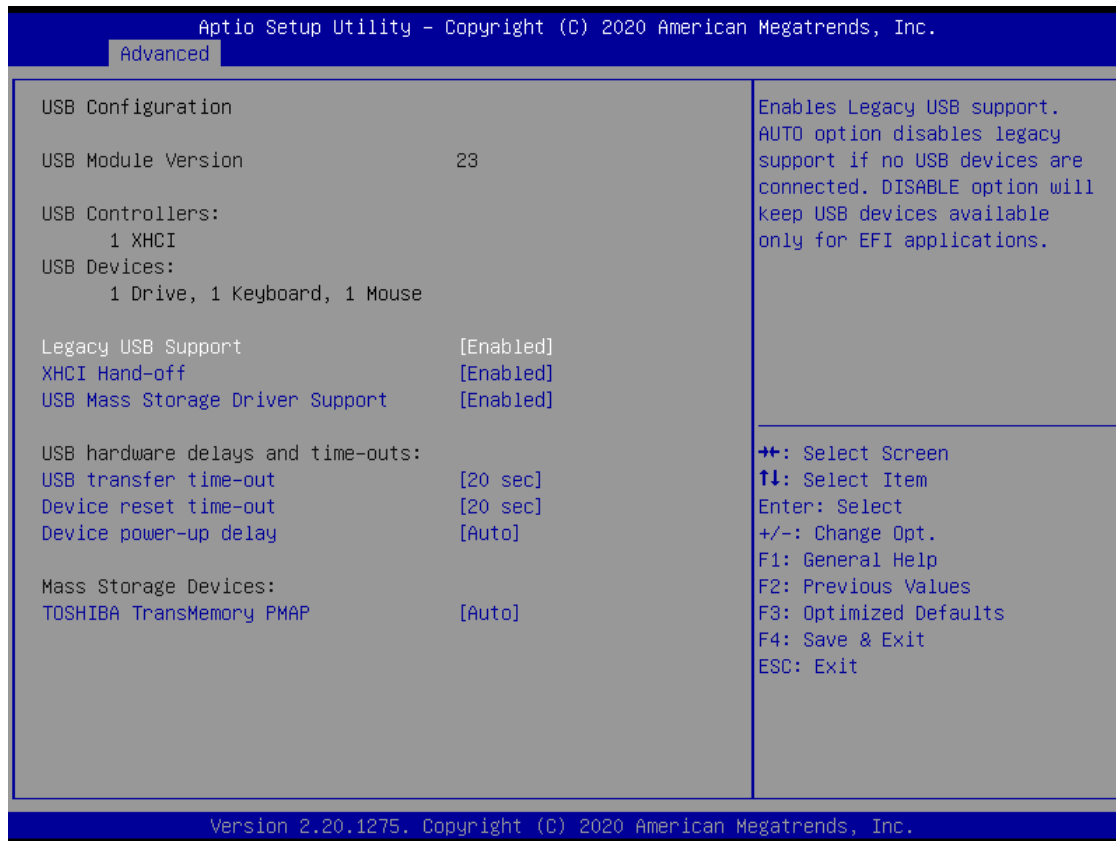 Aptio Setup Utility – Copyright (C) 2020 American Megatrends, Inc.
Advanced
USB Configuration
USB Module Version 23
USB Controllers:
1 XHCI
USB Devices:
1 Drive, 1 Keyboard, 1 Mouse
Legacy USB Support [Enabled]
XHCI Hand-off [Enabled]
USB Mass Storage Driver Support [Enabled]
USB hardware delays and time-outs:
USB transfer time-out [20 sec]
Device reset time-out [20 sec]
Device power-up delay [Auto]
Mass Storage Devices:
TOSHIBA TransMemory PMAP [Auto]
Enables Legacy USB support.
AUTO option disables legacy
support if no USB devices are
connected. DISABLE option will
keep USB devices available
only for EFI applications.
→←: Select Screen
↑↓: Select Item
Enter: Select
+/-: Change Opt.
F1: General Help
F2: Previous Values
F3: Optimized Defaults
F4: Save & Exit
ESC: Exit
Version 2.20.1275. Copyright (C) 2020 American Megatrends, Inc.